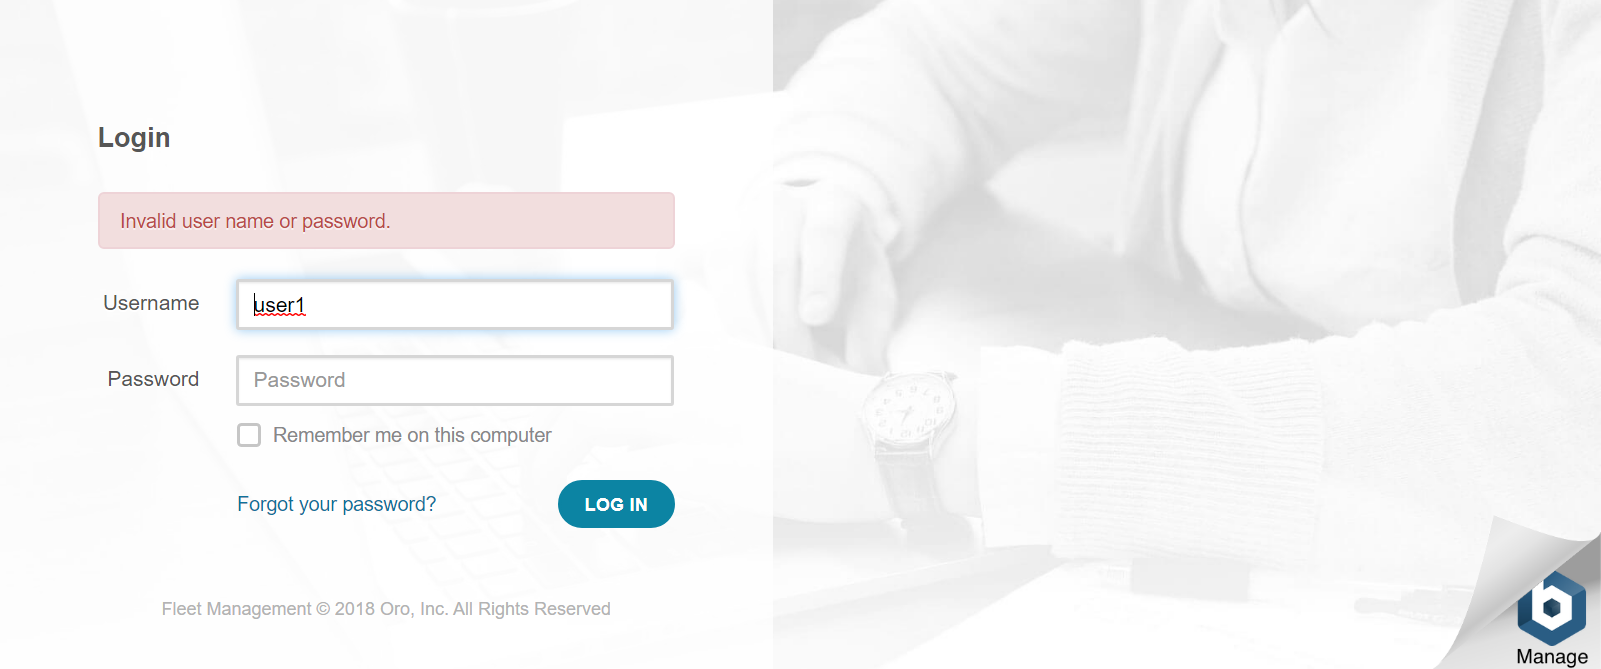 Login
Invalid user name or password.
Username
user1
Password
Password
Remember me on this computer
Forgot your password?
LOG IN
Fleet Management © 2018 Oro, Inc. All Rights Reserved
b
Manage